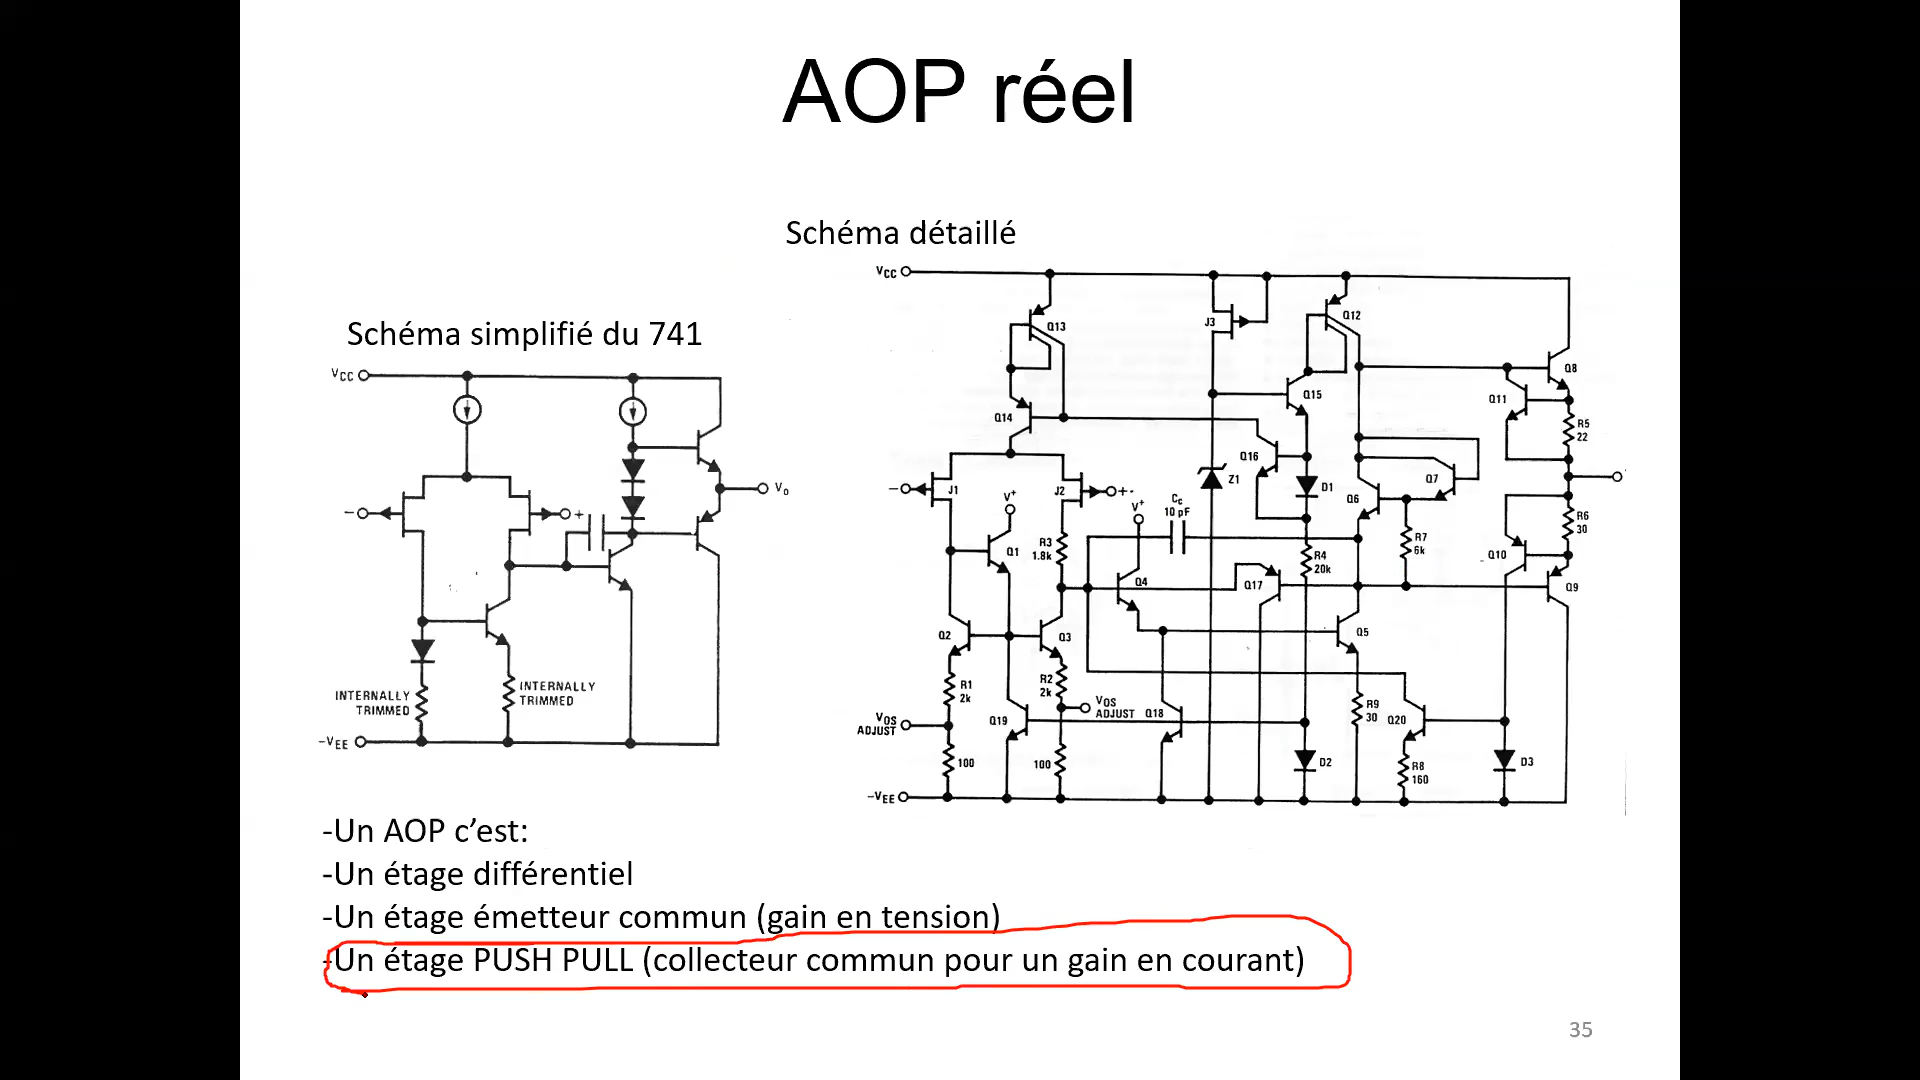 AOP réel
Schéma détaillé
Schéma simplifié du 741
VCC
−
+
Vo
INTERNALLY
TRIMMED
INTERNALLY
TRIMMED
-VEE
VCC
Q13
J3
Q12
Q8
Q11
Q15
Q14
R5
22
Q16
Z1
D1
Q7
Q6
−
J1
V+
J2
+
V+
Cc
10 pF
R3
1.8k
Q1
R4
20k
R7
6k
R6
30
Q10
Q4
Q17
Q9
Q2
Q3
Q5
R1
2k
R2
2k
VOS
ADJUST
VOS
ADJUST
Q19
Q18
R9
30
Q20
100
100
D2
R8
160
D3
-VEE
-Un AOP c’est:
-Un étage différentiel
-Un étage émetteur commun (gain en tension)
-Un étage PUSH PULL (collecteur commun pour un gain en courant)
35